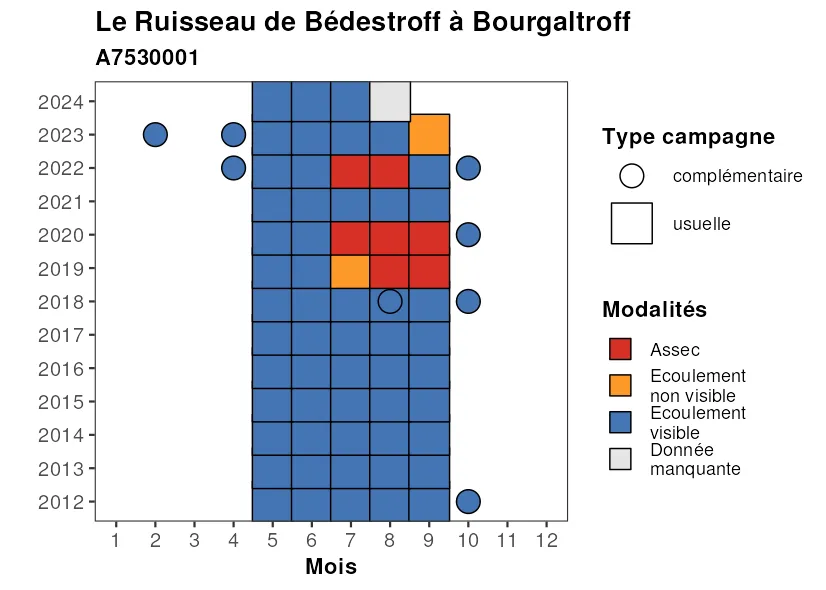 Le Ruisseau de Bédestroff à Bourgaltroff
A7530001
2024
2023
2022
2021
2020
2019
2018
2017
2016
2015
2014
2013
2012
1 2 3 4 5 6 7 8 9 10 11 12
Mois
Type campagne
complémentaire
usuelle
Modalités
Assec
Ecoulement
non visible
Ecoulement
visible
Donnée
manquante